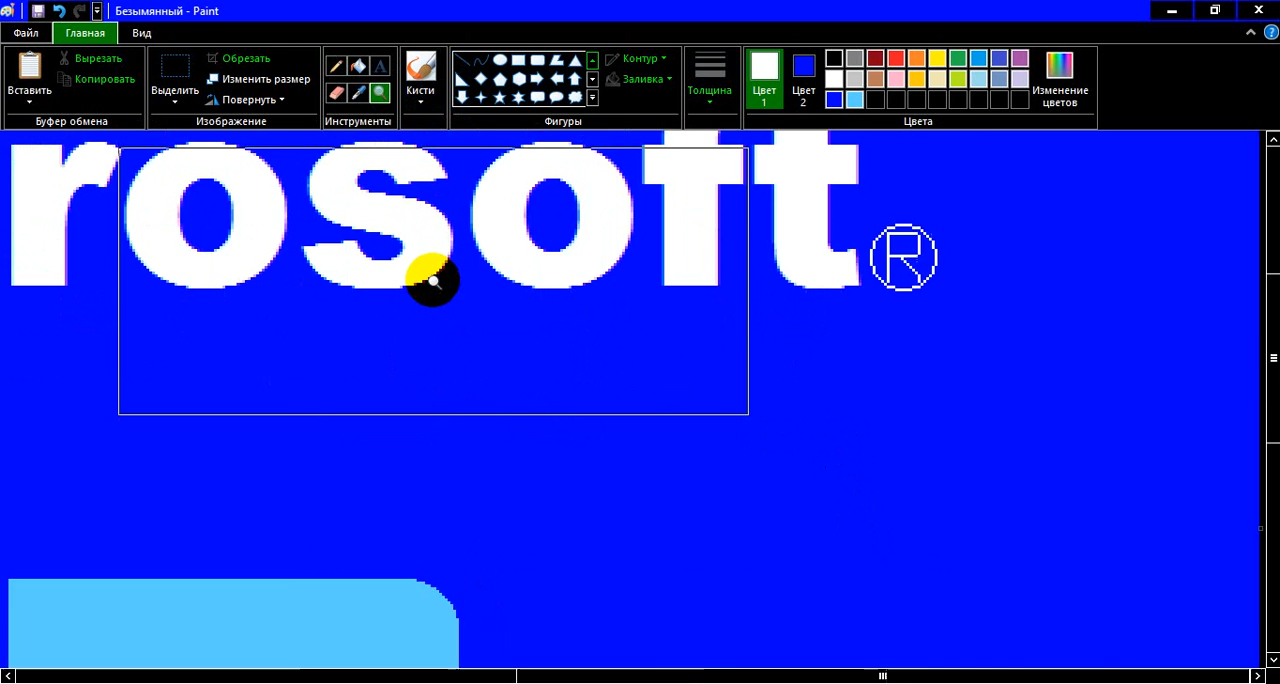 Безымянный - Paint
Файл Главная Вид
Вставить
Вырезать
Копировать
Буфер обмена
Выделить
Обрезать
Изменить размер
Повернуть
Изображение
A
Инструменты
Кисти
Контур
Заливка
Фигуры
Толщина
Цвет
1
Цвет
2
Изменение
цветов
Цвета
rosoft®